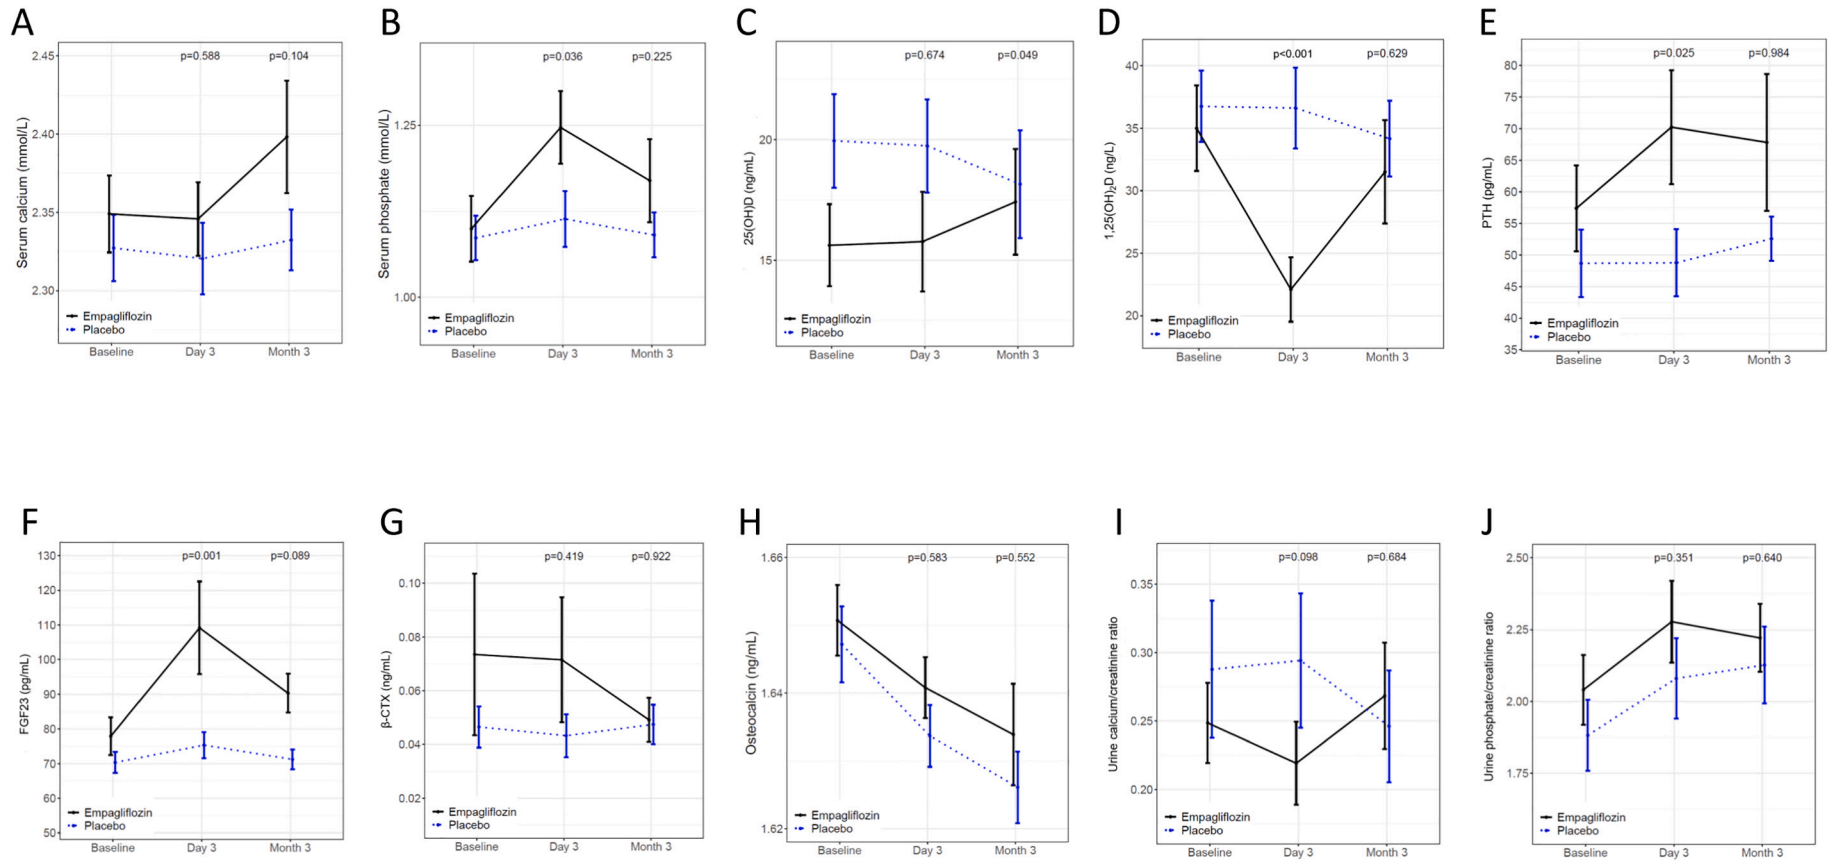 A
p=0.588 p=0.104
Serum calcium (mmol/L)
2.45
2.40
2.35
2.30
Empagliflozin
Placebo
Baseline Day 3 Month 3
B
p=0.036 p=0.225
Serum phosphate (mmol/L)
1.25
1.00
Empagliflozin
Placebo
Baseline Day 3 Month 3
C
p=0.674 p=0.049
25(OH)D (ng/mL)
20
15
Empagliflozin
Placebo
Baseline Day 3 Month 3
D
p<0.001 p=0.629
1,25(OH)₂D (ng/L)
40
35
30
25
20
Empagliflozin
Placebo
Baseline Day 3 Month 3
E
p=0.025 p=0.984
PTH (pg/mL)
80
75
70
65
60
55
50
45
40
35
Empagliflozin
Placebo
Baseline Day 3 Month 3
F
p=0.001 p=0.089
FGF23 (pg/mL)
130
120
110
100
90
80
70
60
50
Empagliflozin
Placebo
Baseline Day 3 Month 3
G
p=0.419 p=0.922
β-CTX (ng/mL)
0.10
0.08
0.06
0.04
0.02
Empagliflozin
Placebo
Baseline Day 3 Month 3
H
p=0.583 p=0.552
Osteocalcin (ng/mL)
1.66
1.64
1.62
Empagliflozin
Placebo
Baseline Day 3 Month 3
I
p=0.098 p=0.684
Urine calcium/creatinine ratio
0.35
0.30
0.25
0.20
Empagliflozin
Placebo
Baseline Day 3 Month 3
J
p=0.351 p=0.640
Urine phosphate/creatinine ratio
2.50
2.25
2.00
1.75
Empagliflozin
Placebo
Baseline Day 3 Month 3